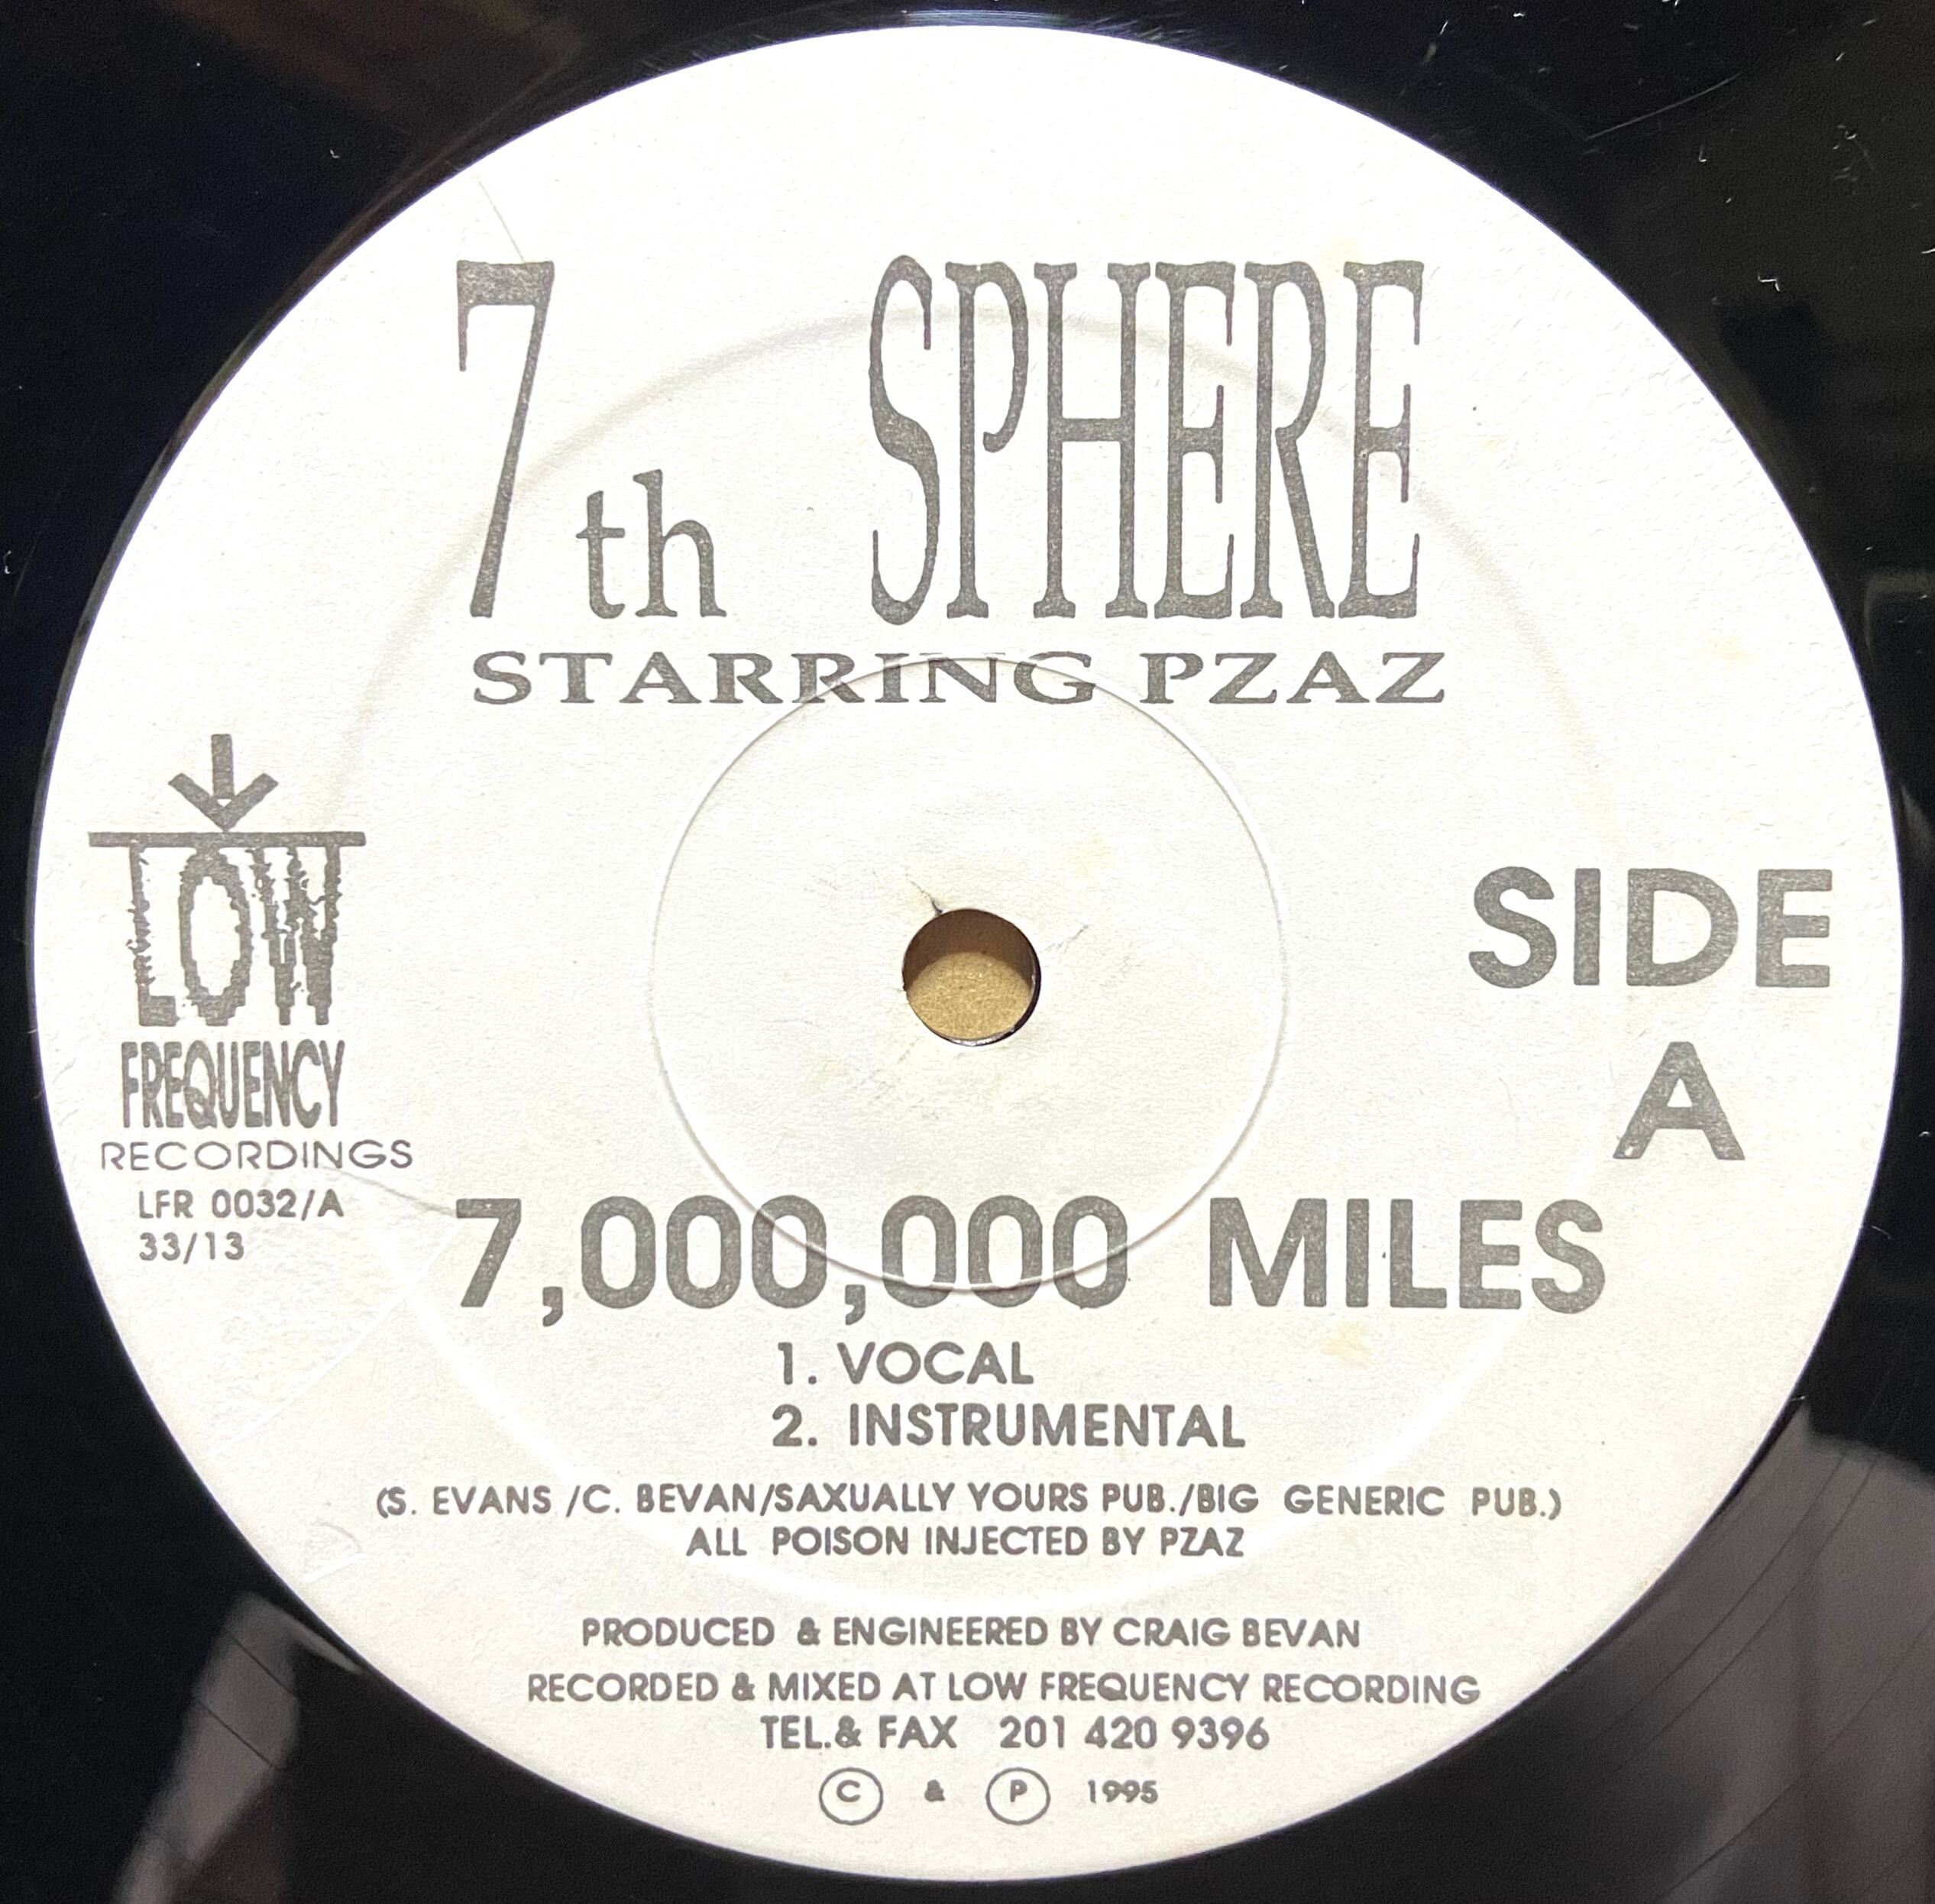 7th SPHERE
STARRING PZAZ
LOW
FREQUENCY
RECORDINGS
LFR 0032/A
33/13
SIDE
A
7,000,000 MILES
1. VOCAL
2. INSTRUMENTAL
(S. EVANS /C. BEVAN/SAXUALLY YOURS PUB./BIG GENERIC PUB.)
ALL POISON INJECTED BY PZAZ
PRODUCED & ENGINEERED BY CRAIG BEVAN
RECORDED & MIXED AT LOW FREQUENCY RECORDING
TEL.& FAX 201 420 9396
Ⓒ & Ⓟ 1995